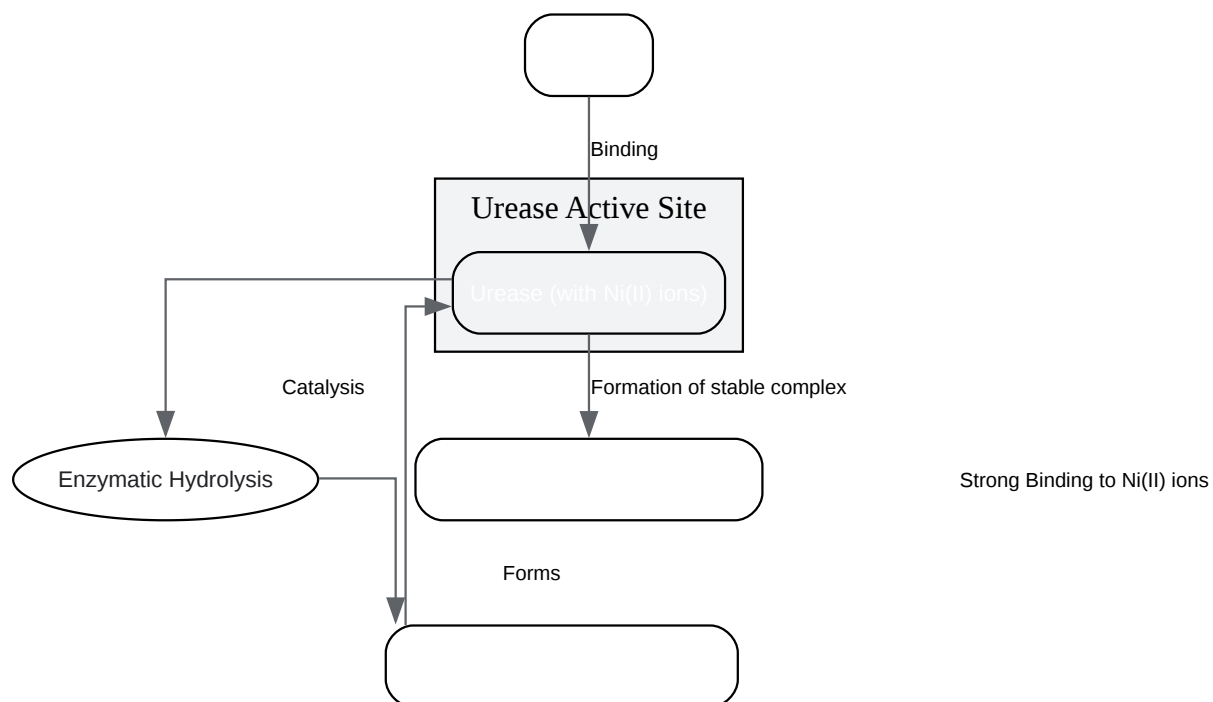 Binding
Urease Active Site
Urease (with Ni(II) ions)
Catalysis
Formation of stable complex
Enzymatic Hydrolysis
Strong Binding to Ni(II) ions
Forms